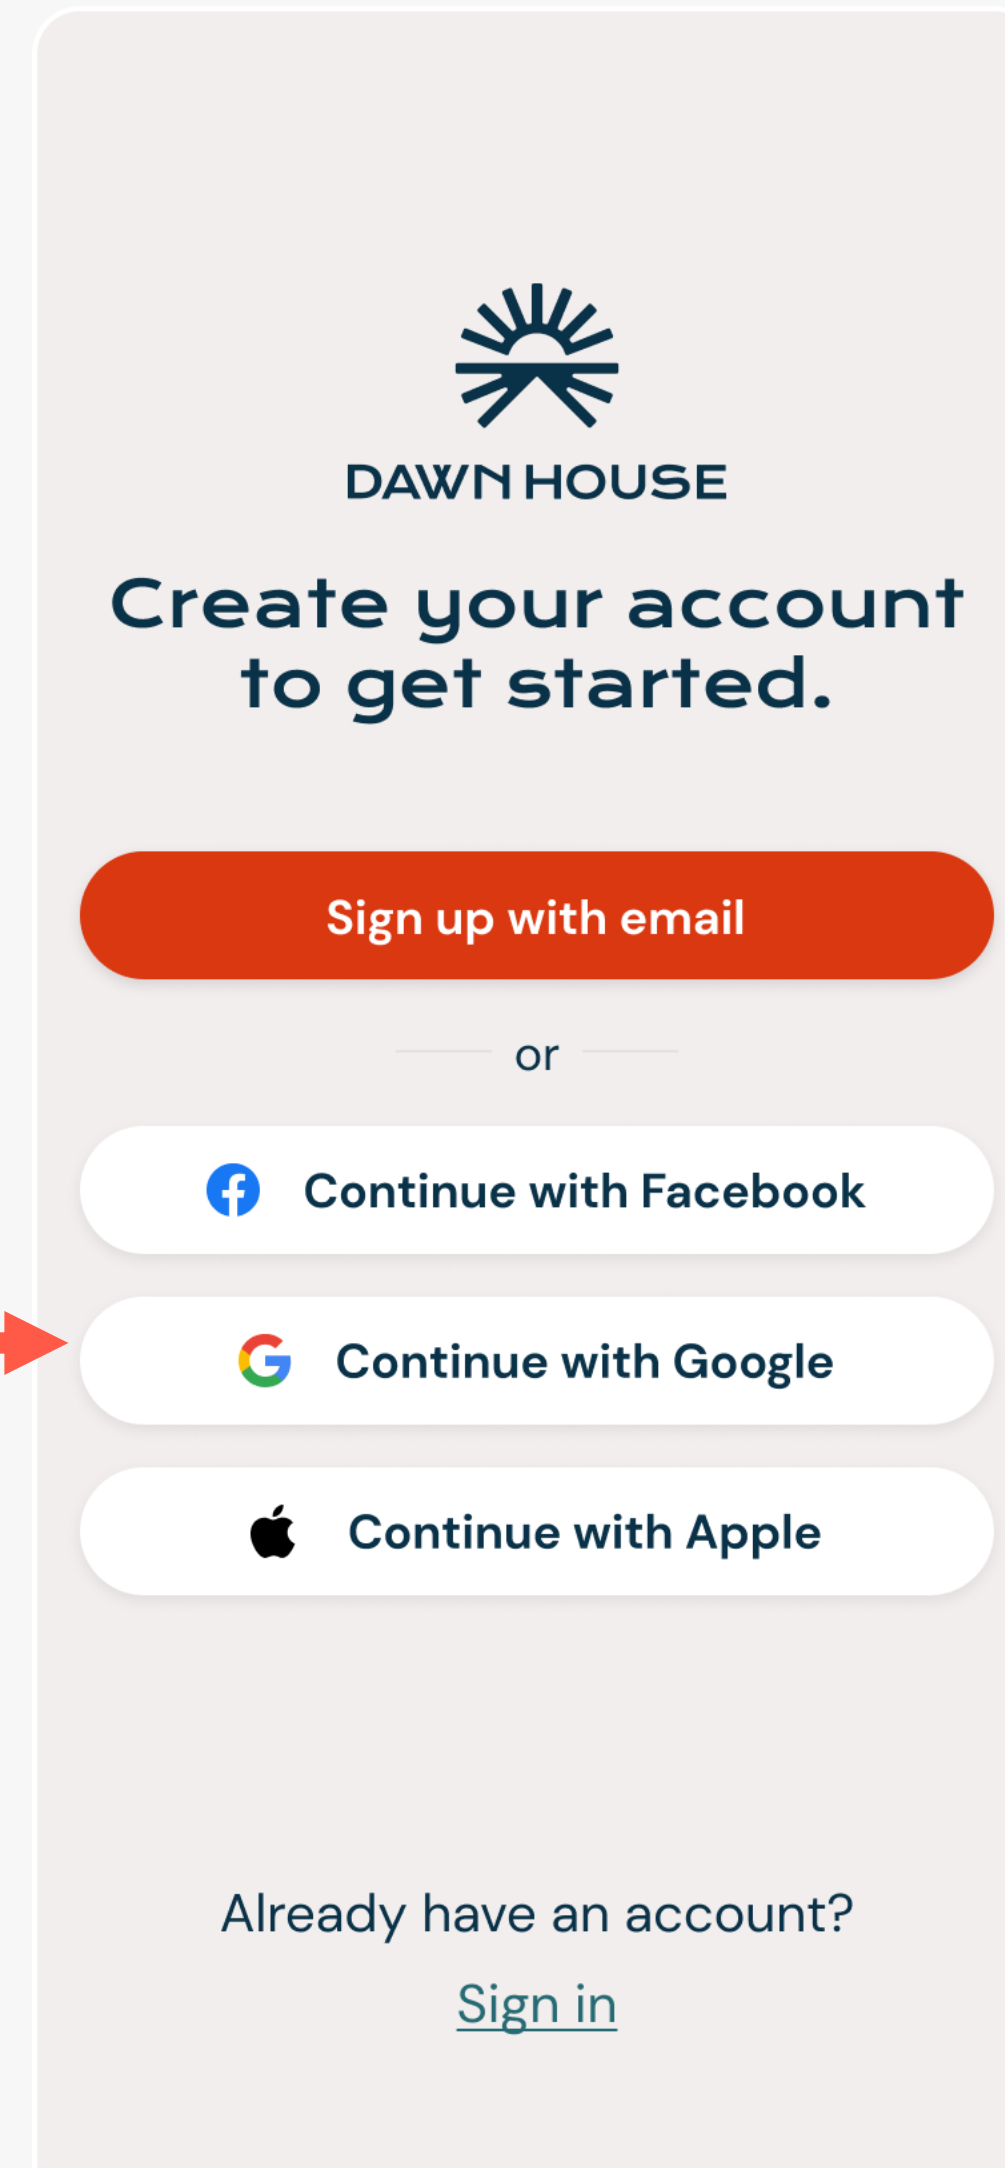 DAWN HOUSE
Create your account
to get started.
Sign up with email
or
Continue with Facebook
Continue with Google
Continue with Apple
Already have an account?
Sign in